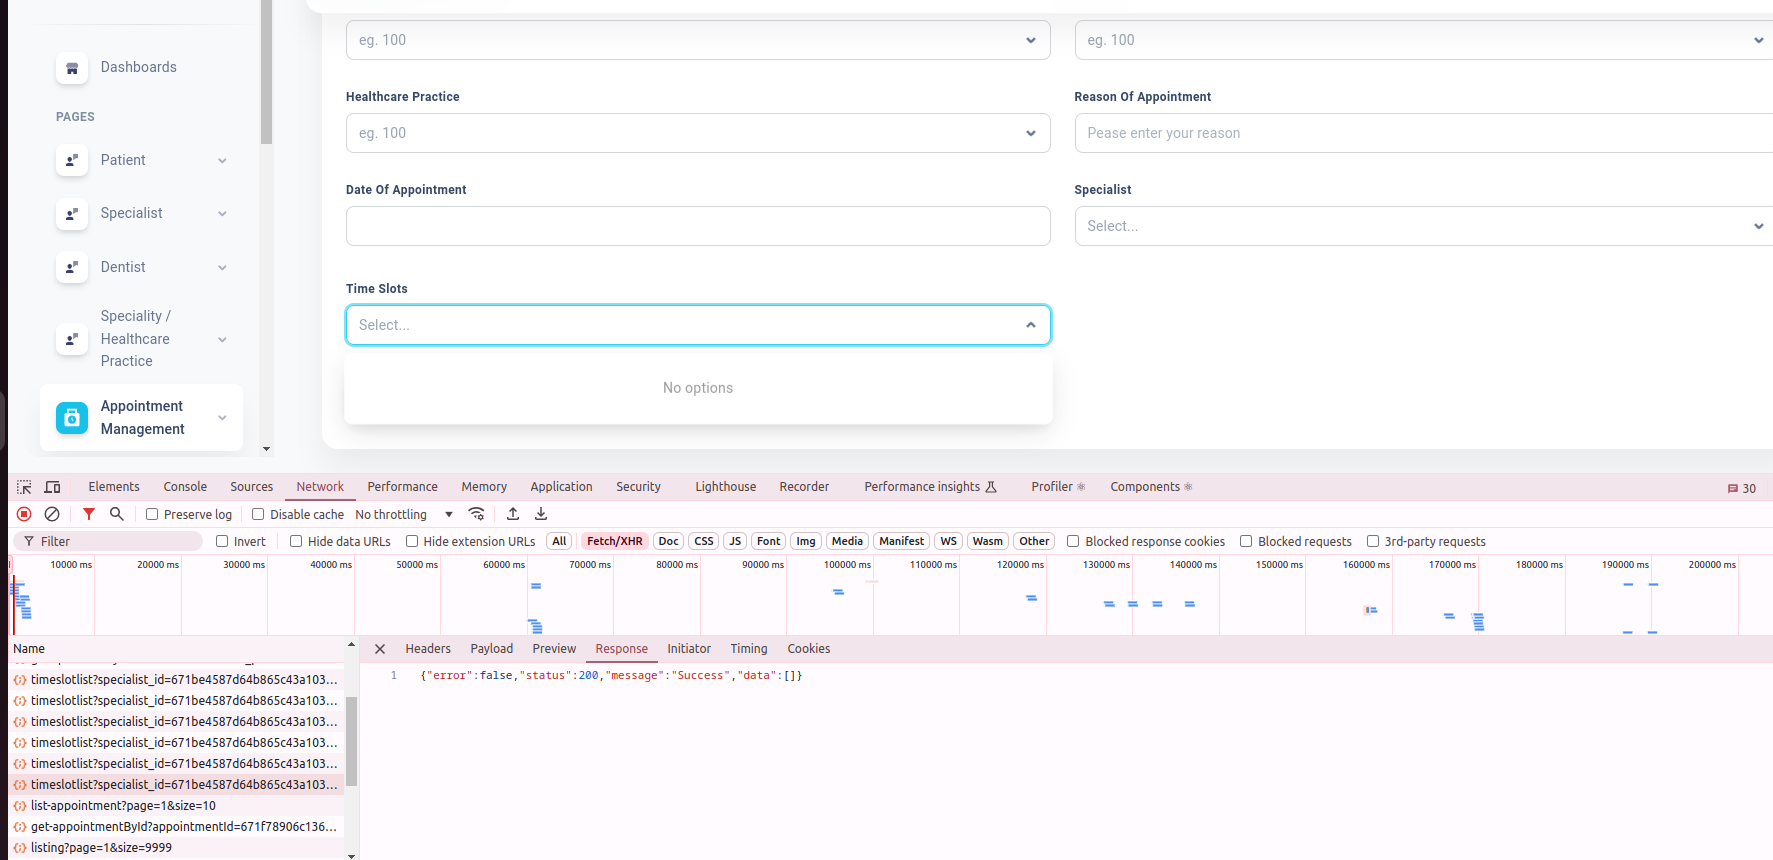 Dashboards
PAGES
Patient
Specialist
Dentist
Speciality /
Healthcare
Practice
Appointment
Management
eg. 100
eg. 100
Healthcare Practice
Reason Of Appointment
eg. 100
Pease enter your reason
Date Of Appointment
Specialist
Select...
Time Slots
Select...
No options
Elements Console Sources Network Performance Memory Application Security Lighthouse Recorder Performance insights Profiler Components 30
Preserve log Disable cache No throttling
Filter Invert Hide data URLs Hide extension URLs All Fetch/XHR Doc CSS JS Font Img Media Manifest WS Wasm Other Blocked response cookies Blocked requests 3rd-party requests
10000 ms 20000 ms 30000 ms 40000 ms 50000 ms 60000 ms 70000 ms 80000 ms 90000 ms 100000 ms 110000 ms 120000 ms 130000 ms 140000 ms 150000 ms 160000 ms 170000 ms 180000 ms 190000 ms 200000 ms
Name
timeslotlist?specialist_id=671be4587d64b865c43a103...
timeslotlist?specialist_id=671be4587d64b865c43a103...
timeslotlist?specialist_id=671be4587d64b865c43a103...
timeslotlist?specialist_id=671be4587d64b865c43a103...
timeslotlist?specialist_id=671be4587d64b865c43a103...
timeslotlist?specialist_id=671be4587d64b865c43a103...
list-appointment?page=1&size=10
get-appointmentById?appointmentId=671f78906c136...
listing?page=1&size=9999
Headers Payload Preview Response Initiator Timing Cookies
1 {"error":false,"status":200,"message":"Success","data":[]}